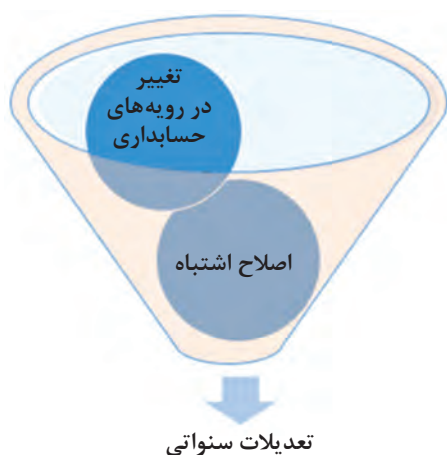 تغییر
در رویه‌های
حسابداری
اصلاح اشتباه
تعدیلات سنواتی